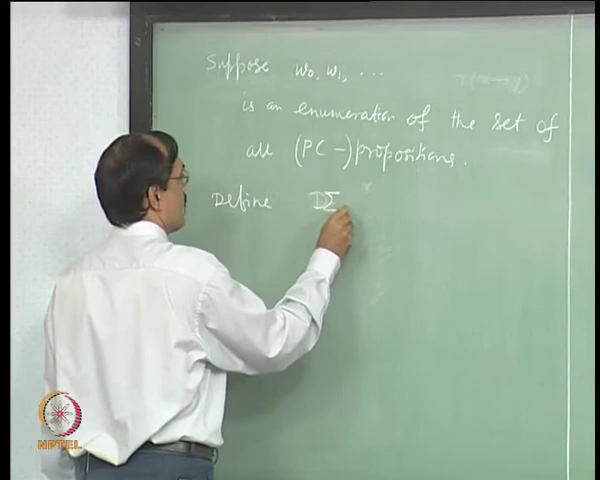 Suppose w₀, w₁, ...
is an enumeration of the set of
all (PC-) propositions.
Define
NPTEL